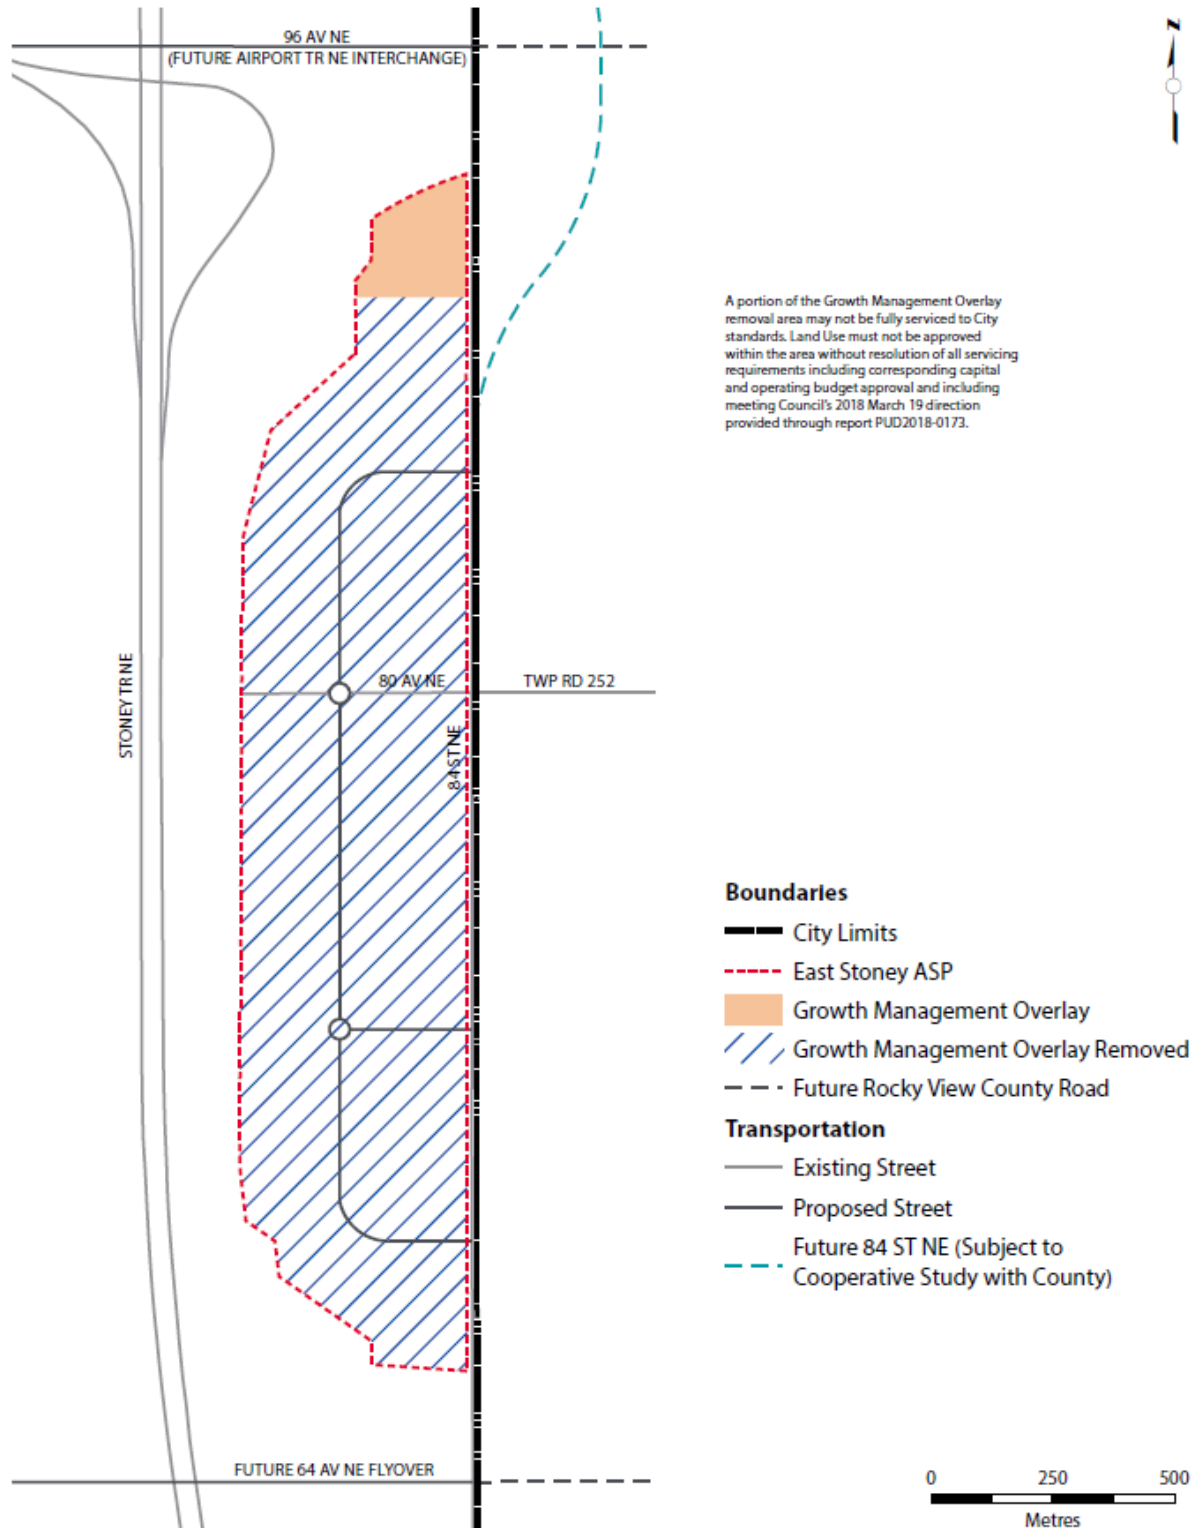 96 AV NE
(FUTURE AIRPORT TR NE INTERCHANGE)
N
A portion of the Growth Management Overlay
removal area may not be fully serviced to City
standards. Land Use must not be approved
within the area without resolution of all servicing
requirements including corresponding capital
and operating budget approval and including
meeting Council's 2018 March 19 direction
provided through report PUD2018-0173.
STONEY TR NE
80 AV NE
TWP RD 252
84 ST NE
Boundaries
City Limits
East Stoney ASP
Growth Management Overlay
Growth Management Overlay Removed
Future Rocky View County Road
Transportation
Existing Street
Proposed Street
Future 84 ST NE (Subject to
Cooperative Study with County)
FUTURE 64 AV NE FLYOVER
0 250 500
Metres